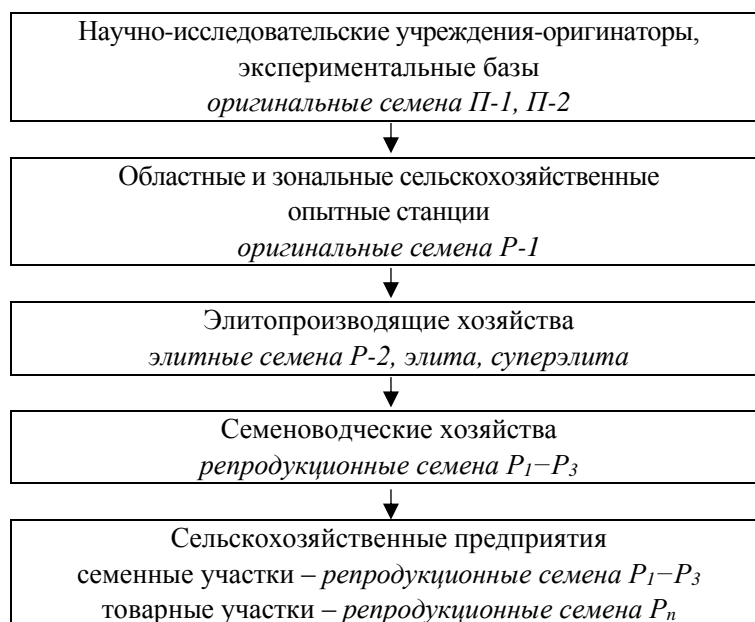 Научно-исследовательские учреждения-оригинаторы,
экспериментальные базы
оригинальные семена П-1, П-2
Областные и зональные сельскохозяйственные
опытные станции
оригинальные семена Р-1
Элитопроизводящие хозяйства
элитные семена Р-2, элита, суперэлита
Семеноводческие хозяйства
репродукционные семена Р₁−Р₃
Сельскохозяйственные предприятия
семенные участки – репродукционные семена Р₁−Р₃
товарные участки – репродукционные семена Рₙ